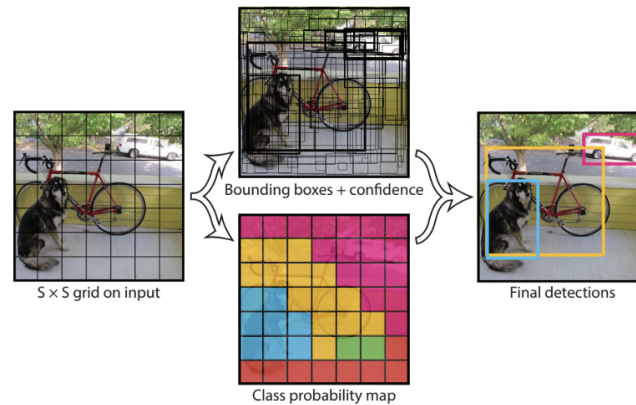 Bounding boxes + confidence
S × S grid on input
Final detections
Class probability map